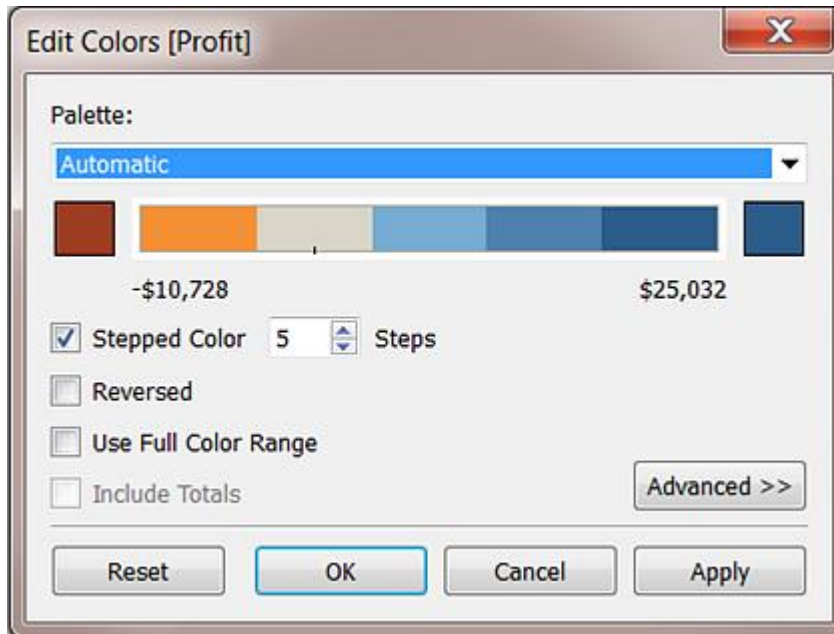 Edit Colors [Profit]
Palette:
Automatic
-$10,728 $25,032
Stepped Color 5 Steps
Reversed
Use Full Color Range
Include Totals Advanced >>
Reset OK Cancel Apply